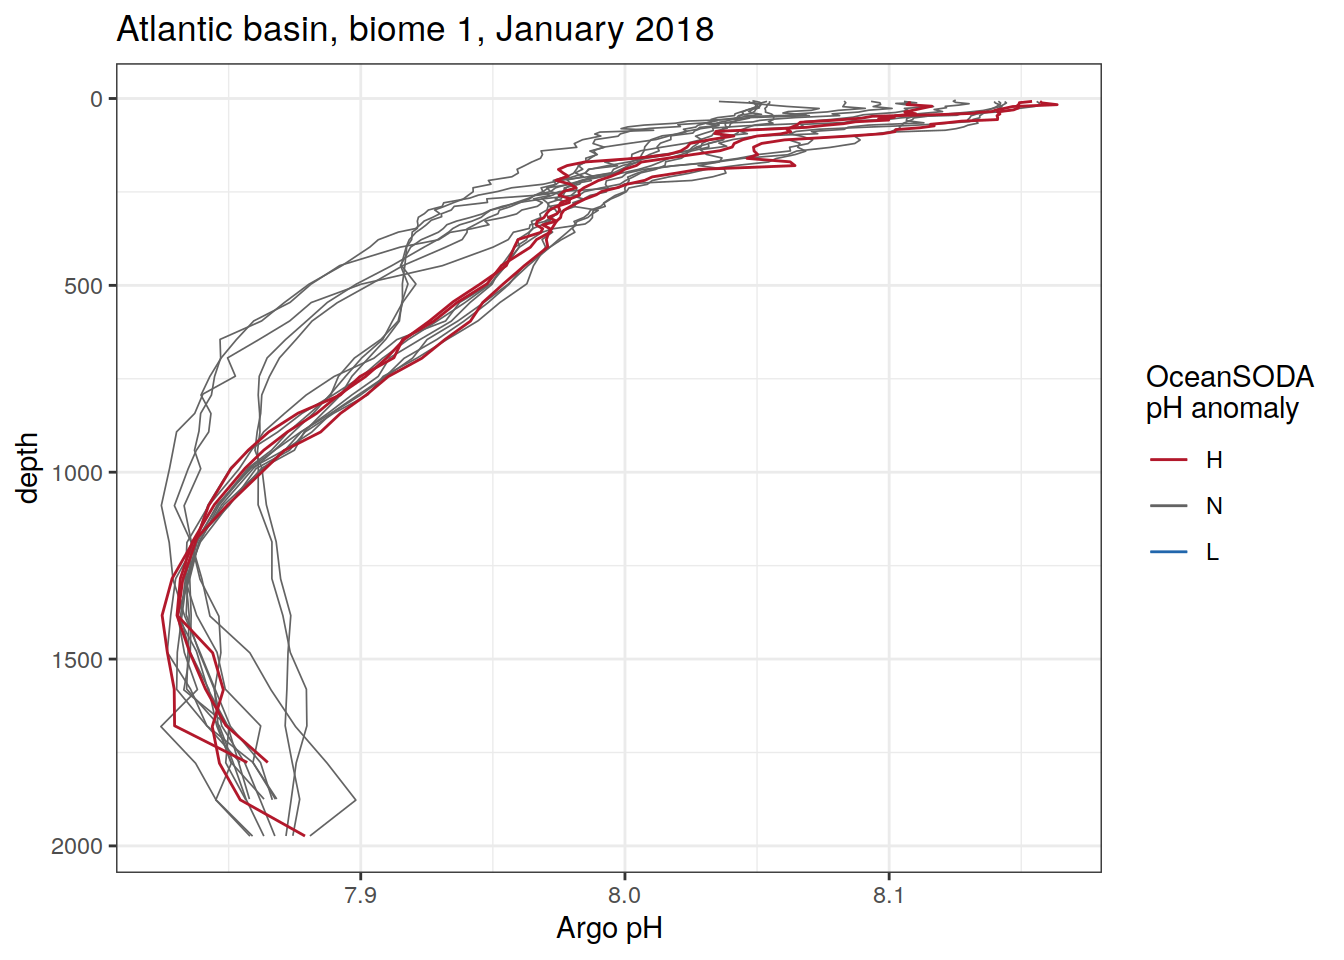 Atlantic basin, biome 1, January 2018
0
500
1000
1500
2000
depth
7.9
8.0
8.1
Argo pH
OceanSODA
pH anomaly
H
N
L